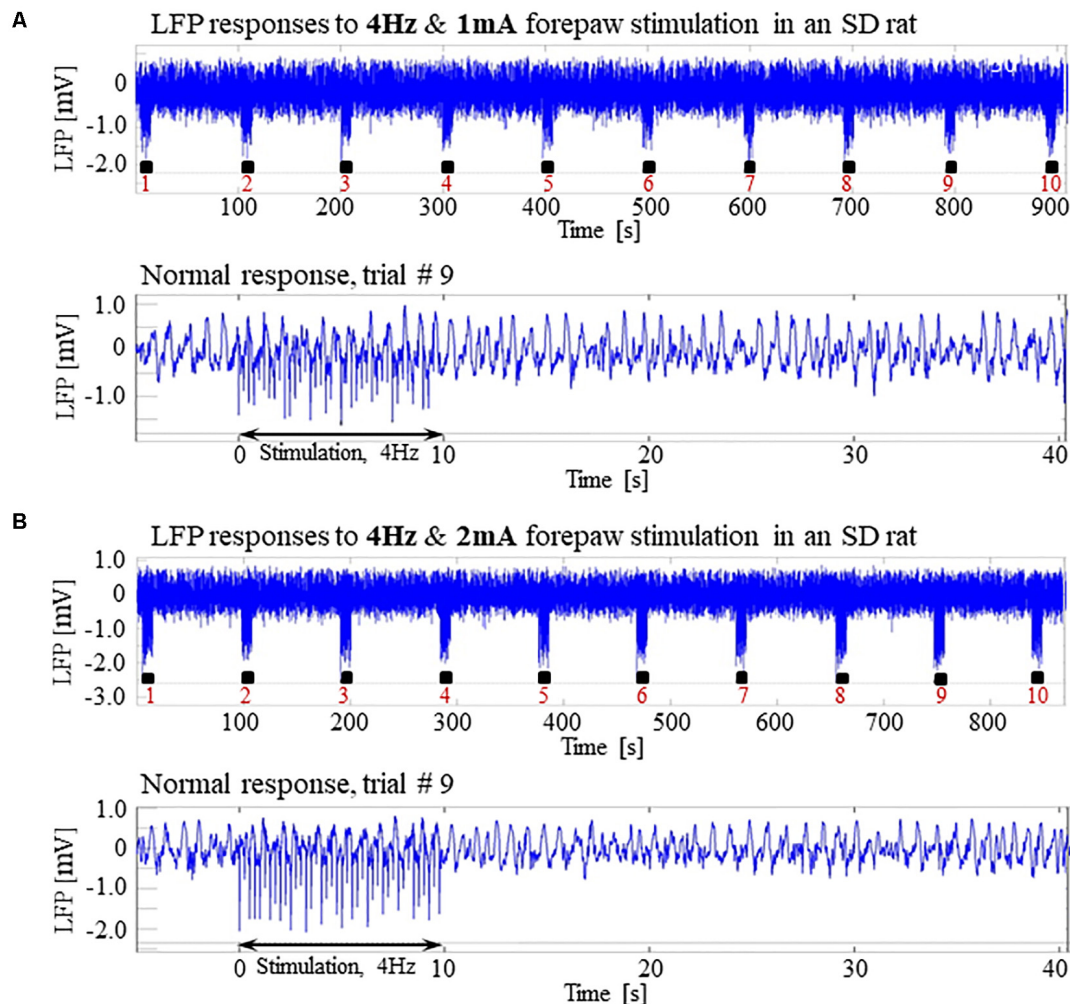 A
LFP responses to 4Hz & 1mA forepaw stimulation in an SD rat
LFP [mV]
0
-1.0
-2.0
1 2 3 4 5 6 7 8 9 10
100 200 300 400 500 600 700 800 900
Time [s]
Normal response, trial # 9
LFP [mV]
1.0
0
-1.0
Stimulation, 4Hz
0 10 20 30 40
Time [s]
B
LFP responses to 4Hz & 2mA forepaw stimulation in an SD rat
LFP [mV]
1.0
0
-1.0
-2.0
-3.0
1 2 3 4 5 6 7 8 9 10
100 200 300 400 500 600 700 800
Time [s]
Normal response, trial # 9
LFP [mV]
1.0
0
-1.0
-2.0
0 10 20 30 40
Stimulation, 4Hz
Time [s]